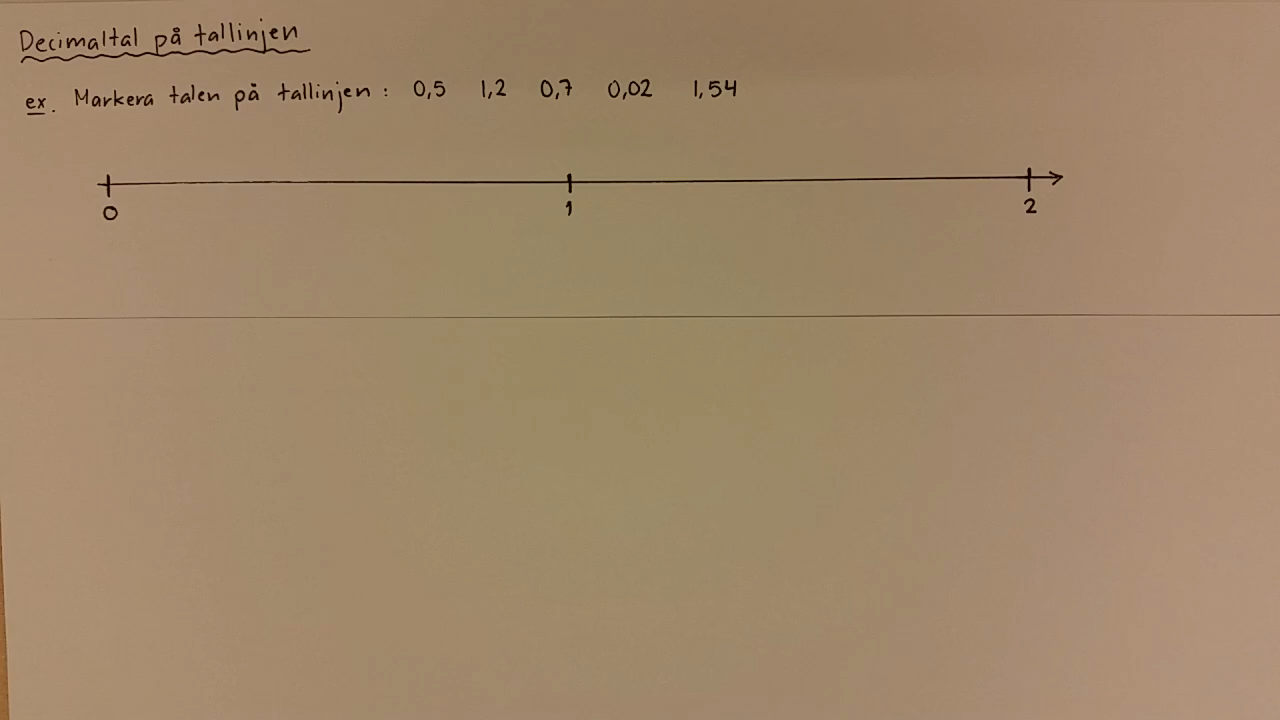 Decimaltal på tallinjen
ex. Markera talen på tallinjen: 0,5 1,2 0,7 0,02 1,54
0 1 2